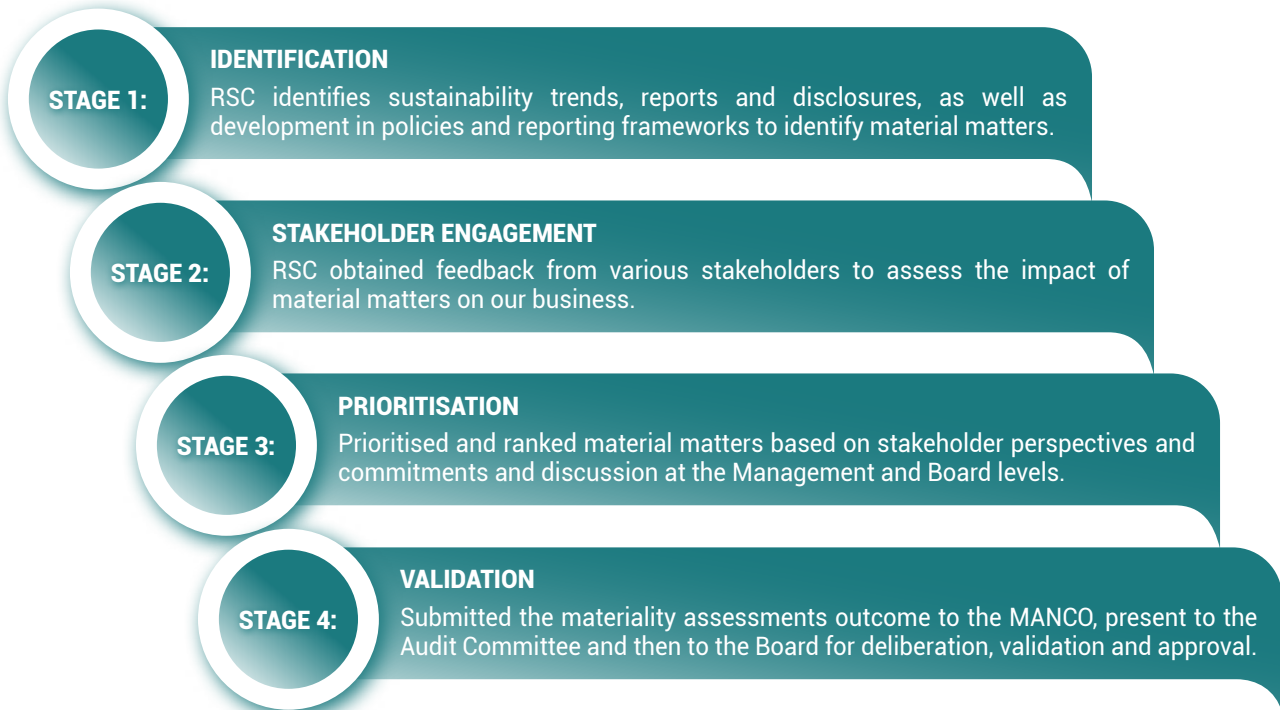 STAGE 1:
IDENTIFICATION
RSC identifies sustainability trends, reports and disclosures, as well as
development in policies and reporting frameworks to identify material matters.
STAGE 2:
STAKEHOLDER ENGAGEMENT
RSC obtained feedback from various stakeholders to assess the impact of
material matters on our business.
STAGE 3:
PRIORITISATION
Prioritised and ranked material matters based on stakeholder perspectives and
commitments and discussion at the Management and Board levels.
STAGE 4:
VALIDATION
Submitted the materiality assessments outcome to the MANCO, present to the
Audit Committee and then to the Board for deliberation, validation and approval.